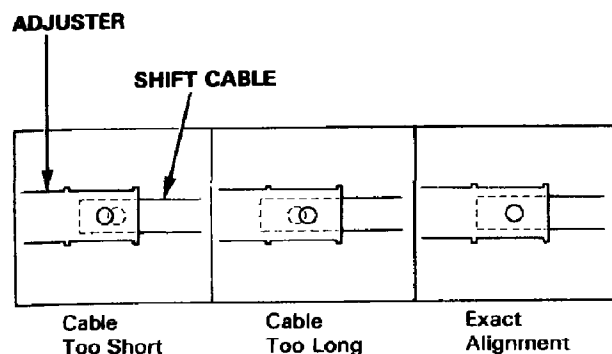 ADJUSTER
SHIFT CABLE
Cable
Too Short
Cable
Too Long
Exact
Alignment